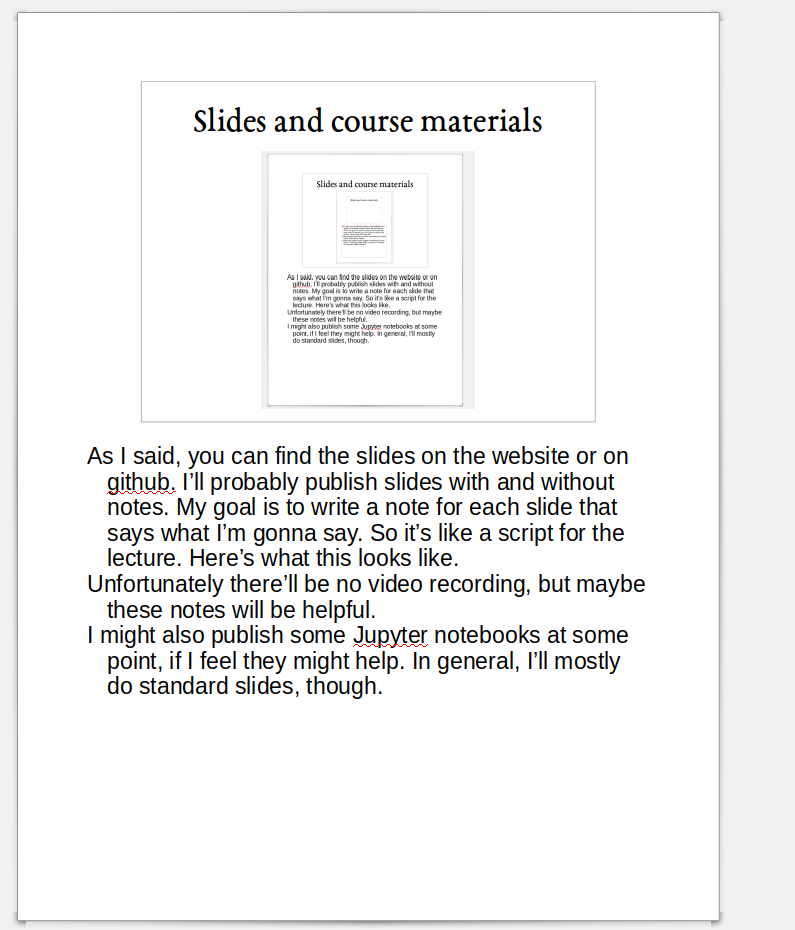 Slides and course materials
Slides and course materials
Slides and course materials
As I said, you can find the slides on the website or on
github. I'll probably publish slides with and without
notes. My goal is to write a note for each slide that
says what I'm gonna say. So it's like a script for the
lecture. Here's what this looks like.
Unfortunately there'll be no video recording, but maybe
these notes will be helpful.
I might also publish some Jupyter notebooks at some
point, if I feel they might help. In general, I'll mostly
do standard slides, though.
As I said, you can find the slides on the website or on
github. I’ll probably publish slides with and without
notes. My goal is to write a note for each slide that
says what I’m gonna say. So it’s like a script for the
lecture. Here’s what this looks like.
Unfortunately there’ll be no video recording, but maybe
these notes will be helpful.
I might also publish some Jupyter notebooks at some
point, if I feel they might help. In general, I’ll mostly
do standard slides, though.